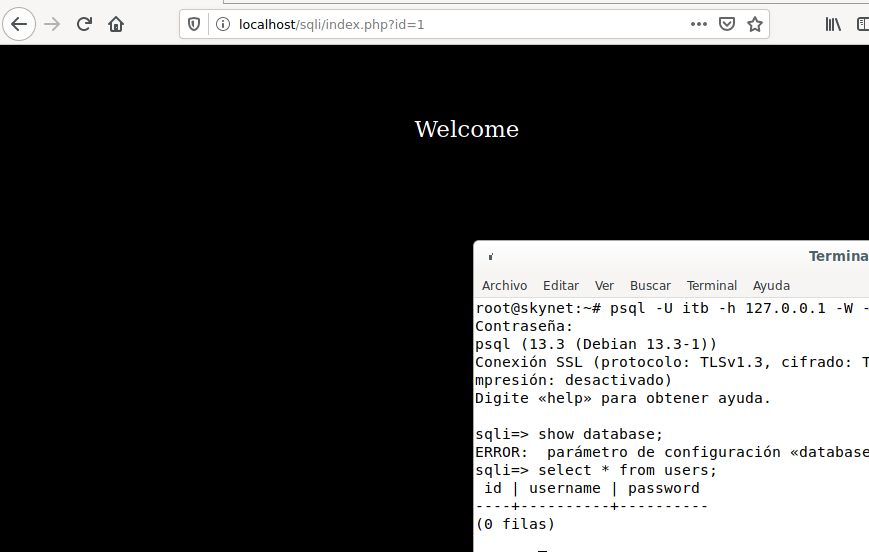 localhost/sqli/index.php?id=1
Welcome
Termina
Archivo Editar Ver Buscar Terminal Ayuda
root@skynet:~# psql -U itb -h 127.0.0.1 -W -
Contraseña:
psql (13.3 (Debian 13.3-1))
Conexión SSL (protocolo: TLSv1.3, cifrado: T
mpresión: desactivado)
Digite «help» para obtener ayuda.
sqli=> show database;
ERROR:  parámetro de configuración «database
sqli=> select * from users;
 id | username | password
----+----------+----------
(0 filas)